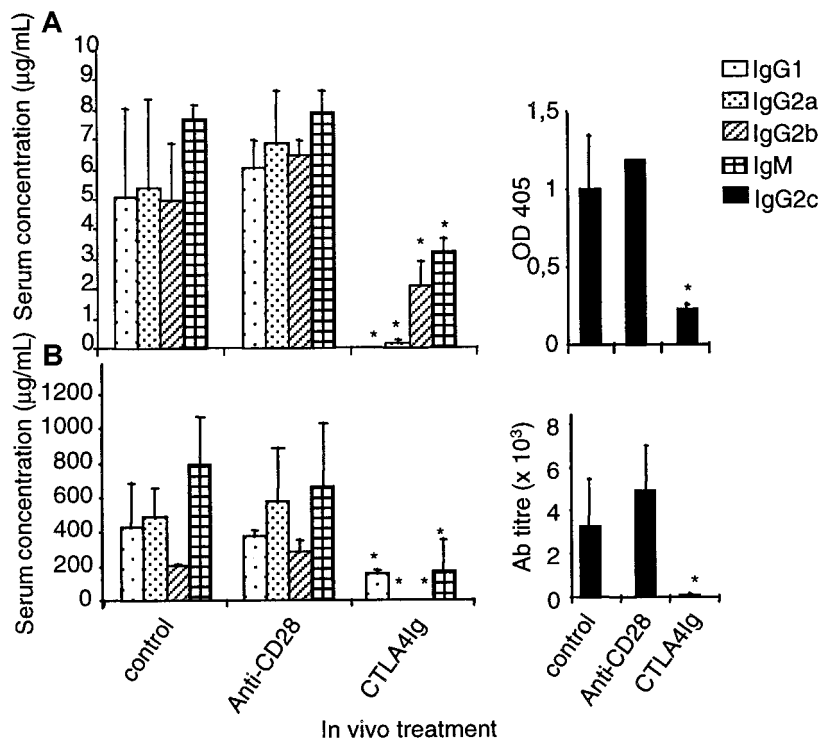 A
Serum concentration (µg/mL)
10
9
8
7
6
5
4
3
2
1
0
OD 405
1,5
1
0,5
0
IgG1
IgG2a
IgG2b
IgM
IgG2c
* * * *
*
B
Serum concentration (µg/mL)
1200
1000
800
600
400
200
0
Ab titre (x 10³)
8
6
4
2
0
* * * *
*
control
Anti-CD28
CTLA4Ig
control
Anti-CD28
CTLA4Ig
In vivo treatment